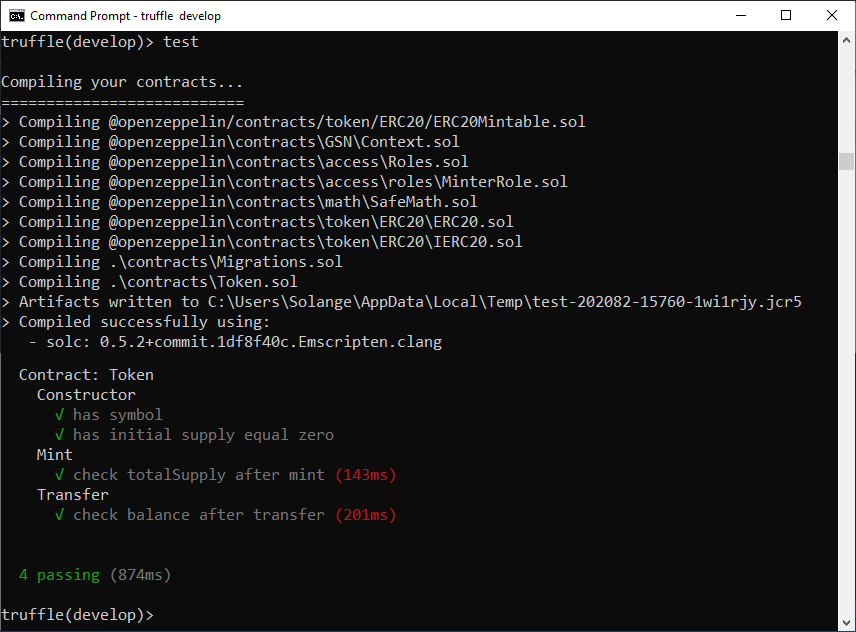 Command Prompt - truffle  develop
truffle(develop)> test
Compiling your contracts...
===========================
> Compiling @openzeppelin/contracts/token/ERC20/ERC20Mintable.sol
> Compiling @openzeppelin\contracts\GSN\Context.sol
> Compiling @openzeppelin\contracts\access\Roles.sol
> Compiling @openzeppelin\contracts\access\roles\MinterRole.sol
> Compiling @openzeppelin\contracts\math\SafeMath.sol
> Compiling @openzeppelin\contracts\token\ERC20\ERC20.sol
> Compiling @openzeppelin\contracts\token\ERC20\IERC20.sol
> Compiling .\contracts\Migrations.sol
> Compiling .\contracts\Token.sol
> Artifacts written to C:\Users\Solange\AppData\Local\Temp\test-202082-15760-1wi1rjy.jcr5
> Compiled successfully using:
   - solc: 0.5.2+commit.1df8f40c.Emscripten.clang
  Contract: Token
    Constructor
      √ has symbol
      √ has initial supply equal zero
    Mint
      √ check totalSupply after mint (143ms)
    Transfer
      √ check balance after transfer (201ms)
  4 passing (874ms)
truffle(develop)>